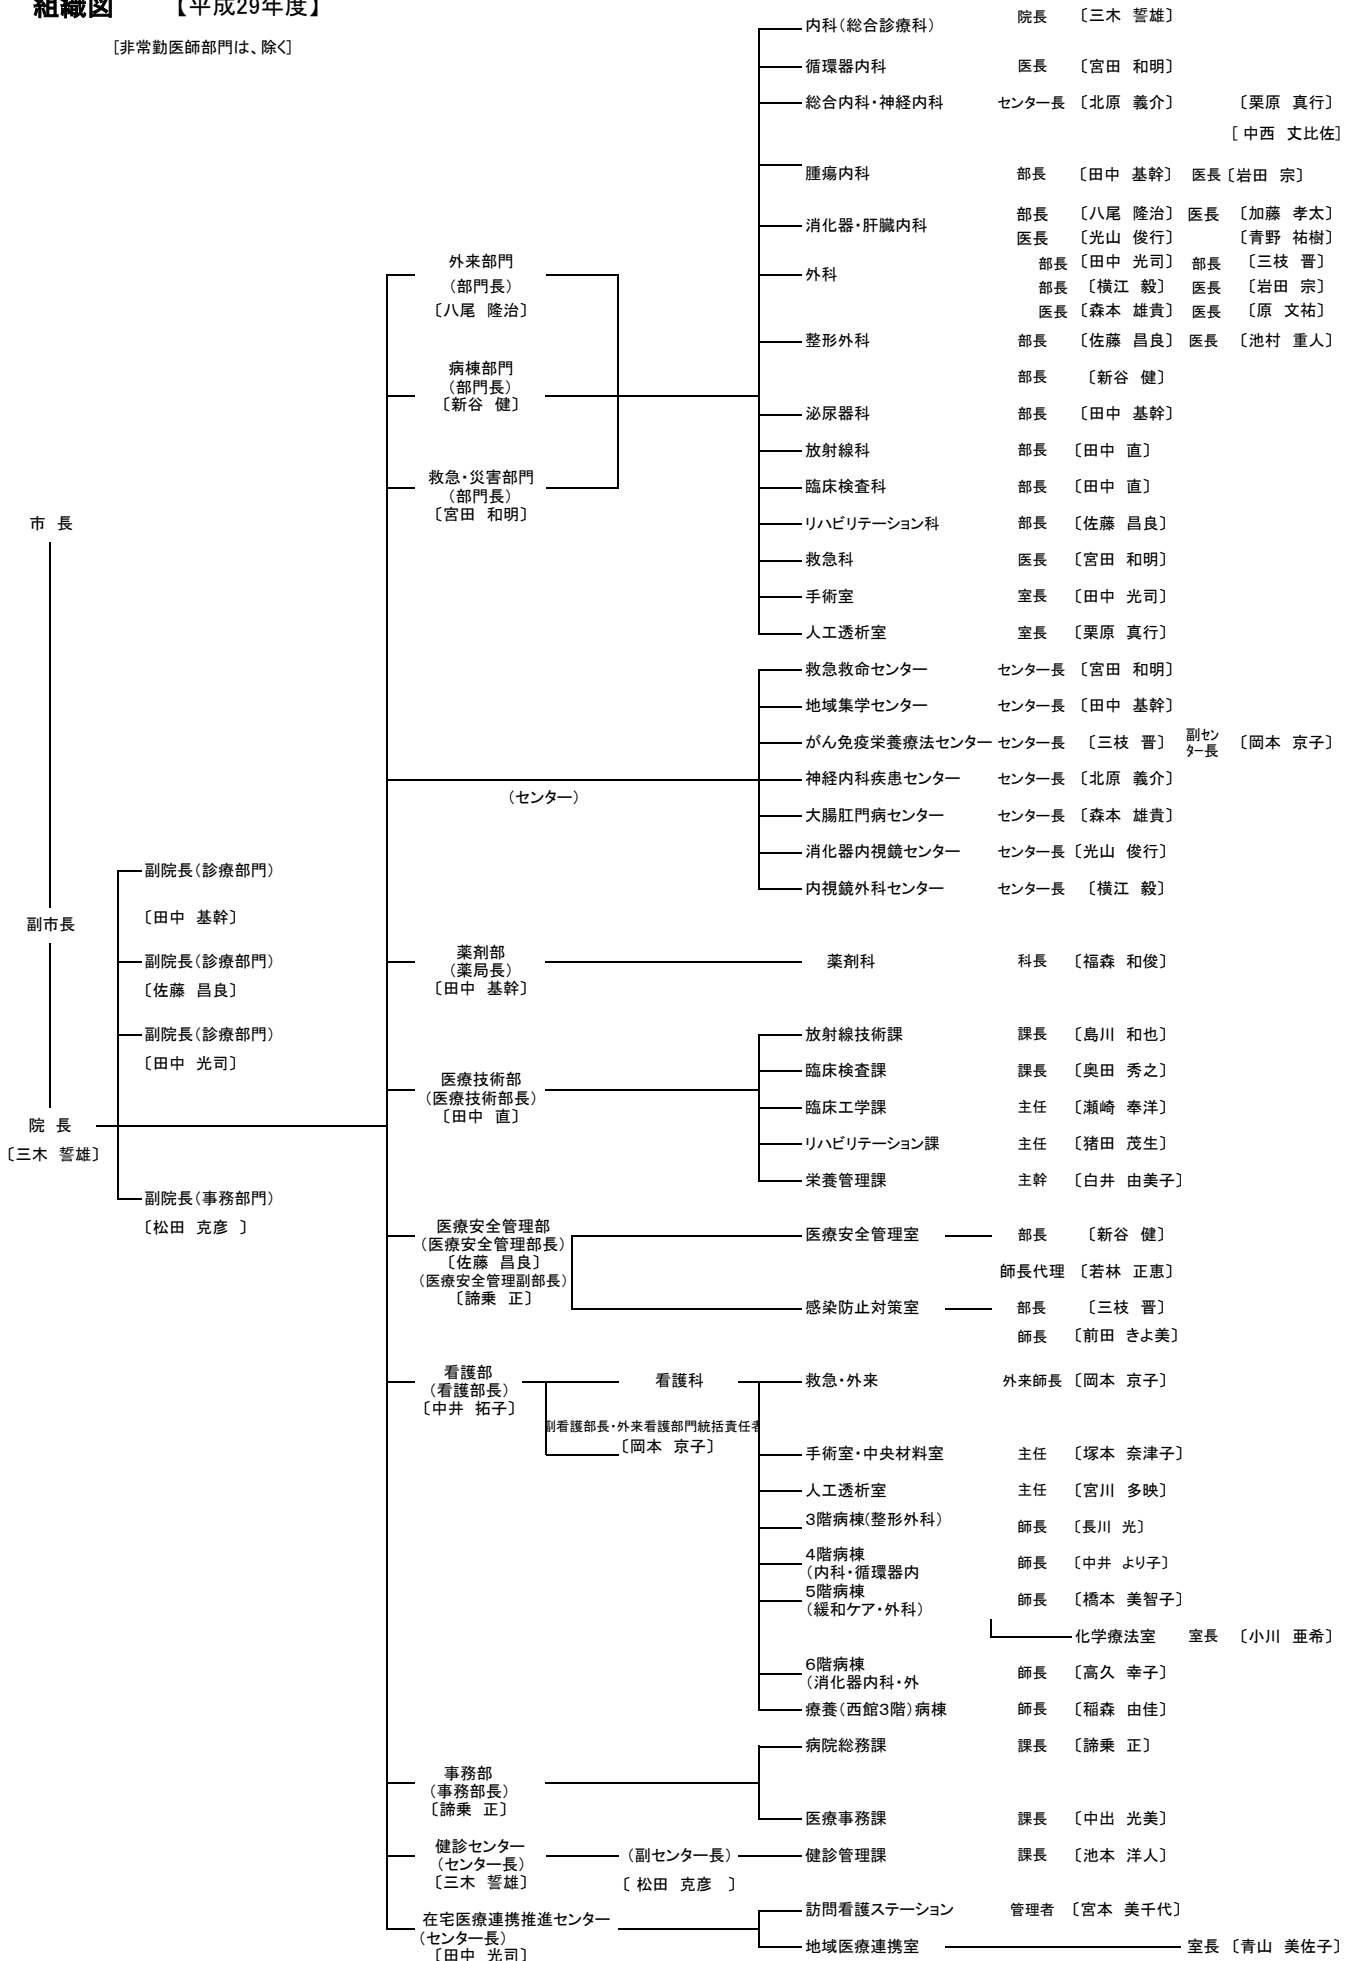 組織図　【平成29年度】
[非常勤医師部門は、除く]
内科（総合診療科） 院長 〔三木 誓雄〕
循環器内科 医長 〔宮田 和明〕
総合内科・神経内科 センター長 〔北原 義介〕 〔栗原 真行〕
[ 中西 丈比佐]
腫瘍内科 部長 〔田中 基幹〕 医長 〔岩田 宗〕
消化器・肝臓内科 部長 〔八尾 隆治〕 医長 〔加藤 孝太〕
医長 〔光山 俊行〕 〔青野 祐樹〕
外科 部長 〔田中 光司〕 部長 〔三枝 晋〕
部長 〔横江 毅〕 医長 〔岩田 宗〕
医長 〔森本 雄貴〕 医長 〔原 文祐〕
整形外科 部長 〔佐藤 昌良〕 医長 〔池村 重人〕
部長 〔新谷 健〕
泌尿器科 部長 〔田中 基幹〕
放射線科 部長 〔田中 直〕
臨床検査科 部長 〔田中 直〕
リハビリテーション科 部長 〔佐藤 昌良〕
救急科 医長 〔宮田 和明〕
手術室 室長 〔田中 光司〕
人工透析室 室長 〔栗原 真行〕
外来部門
（部門長）
〔八尾 隆治〕
病棟部門
（部門長）
〔新谷 健〕
救急・災害部門
（部門長）
〔宮田 和明〕
市 長
副市長
院 長
〔三木 誓雄〕
副院長（診療部門）
〔田中 基幹〕
副院長（診療部門）
〔佐藤 昌良〕
副院長（診療部門）
〔田中 光司〕
副院長（事務部門）
〔松田 克彦 〕
（センター）
救急救命センター センター長 〔宮田 和明〕
地域集学センター センター長 〔田中 基幹〕
がん免疫栄養療法センター センター長 〔三枝 晋〕 副センター長 〔岡本 京子〕
神経内科疾患センター センター長 〔北原 義介〕
大腸肛門病センター センター長 〔森本 雄貴〕
消化器内視鏡センター センター長 〔光山 俊行〕
内視鏡外科センター センター長 〔横江 毅〕
薬剤部
（薬局長）
〔田中 基幹〕
薬剤科 科長 〔福森 和俊〕
医療技術部
（医療技術部長）
〔田中 直〕
放射線技術課 課長 〔島川 和也〕
臨床検査課 課長 〔奥田 秀之〕
臨床工学課 主任 〔瀬崎 奉洋〕
リハビリテーション課 主任 〔猪田 茂生〕
栄養管理課 主幹 〔白井 由美子〕
医療安全管理部
（医療安全管理部長）
〔佐藤 昌良〕
（医療安全管理副部長）
〔諦乗 正〕
医療安全管理室 部長 〔新谷 健〕
師長代理 〔若林 正恵〕
感染防止対策室 部長 〔三枝 晋〕
師長 〔前田 きよ美〕
看護部
（看護部長）
〔中井 拓子〕
看護科
副看護部長・外来看護部門統括責任者
〔岡本 京子〕
救急・外来 外来師長 〔岡本 京子〕
手術室・中央材料室 主任 〔塚本 奈津子〕
人工透析室 主任 〔宮川 多映〕
3階病棟(整形外科） 師長 〔長川 光〕
4階病棟
（内科・循環器内 師長 〔中井 より子〕
5階病棟
（緩和ケア・外科） 師長 〔橋本 美智子〕
化学療法室 室長 〔小川 亜希〕
6階病棟
（消化器内科・外 師長 〔高久 幸子〕
療養（西館3階）病棟 師長 〔稲森 由佳〕
事務部
（事務部長）
〔諦乗 正〕
病院総務課 課長 〔諦乗 正〕
医療事務課 課長 〔中出 光美〕
健診センター
（センター長）
〔三木 誓雄〕
（副センター長）
〔 松田 克彦 〕
健診管理課 課長 〔池本 洋人〕
在宅医療連携推進センター
（センター長）
〔田中 光司〕
訪問看護ステーション 管理者 〔宮本 美千代〕
地域医療連携室 室長 〔青山 美佐子〕